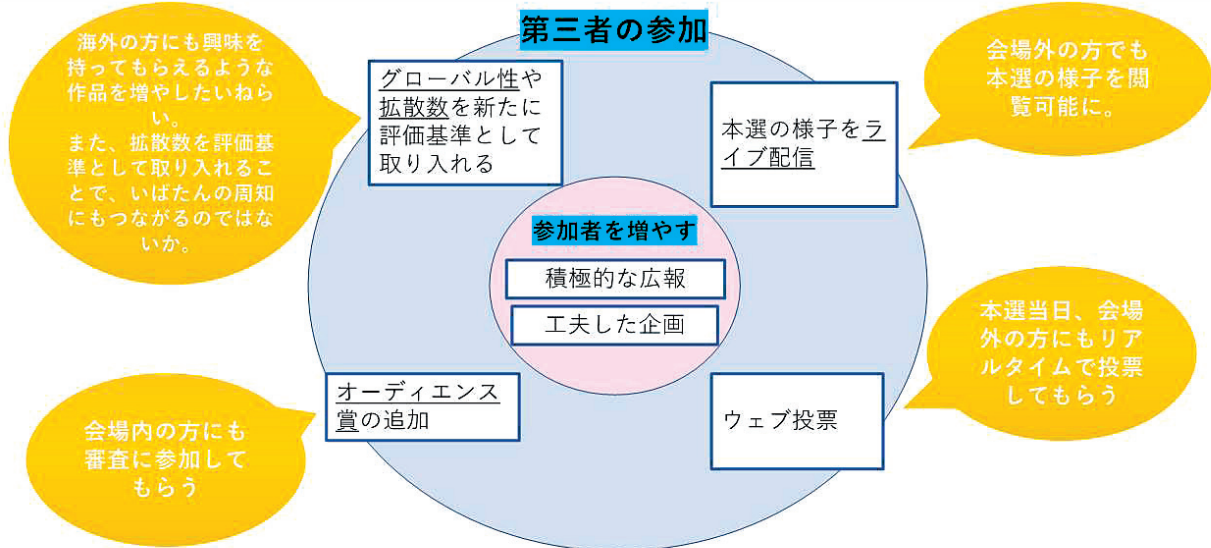 第三者の参加
海外の方にも興味を
持ってもらえるような
作品を増やしたいねら
い。
また、拡散数を評価基
準として取り入れるこ
とで、いばたんの周知
にもつながるのではな
いか。
グローバル性や
拡散数を新たに
評価基準として
取り入れる
本選の様子をラ
イブ配信
会場外の方でも
本選の様子を閲
覧可能に。
参加者を増やす
積極的な広報
工夫した企画
オーディエンス
賞の追加
会場内の方にも
審査に参加して
もらう
ウェブ投票
本選当日、会場
外の方にもリア
ルタイムで投票
してもらう